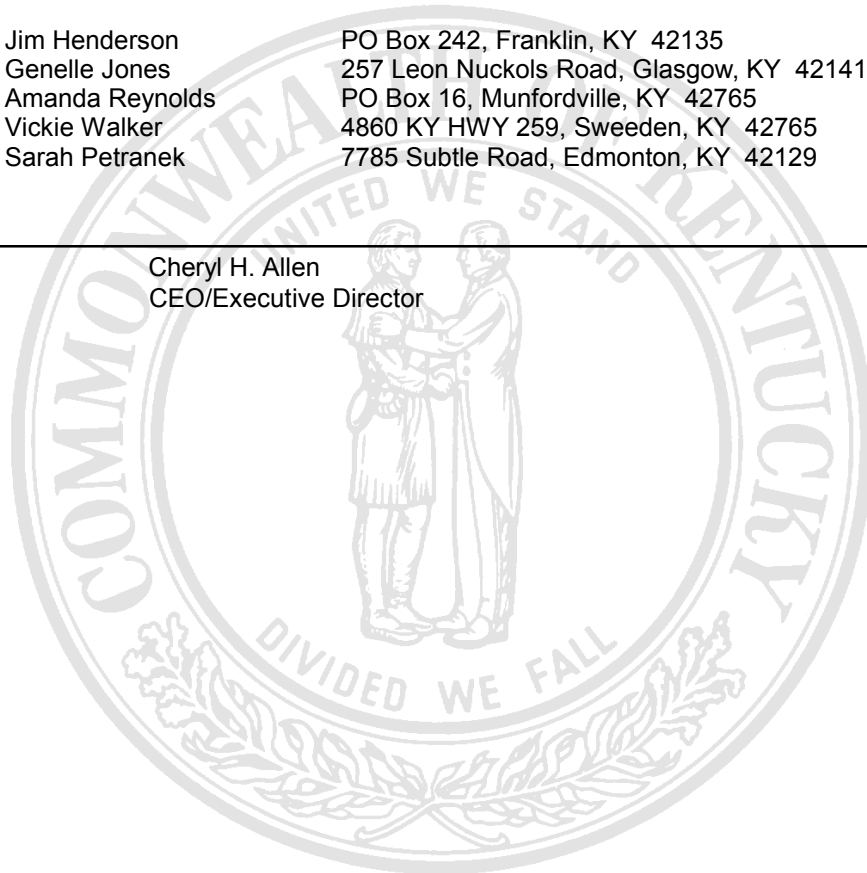 Jim Henderson PO Box 242, Franklin, KY 42135
Genelle Jones 257 Leon Nuckols Road, Glasgow, KY 42141
Amanda Reynolds PO Box 16, Munfordville, KY 42765
Vickie Walker 4860 KY HWY 259, Sweeden, KY 42765
Sarah Petranek 7785 Subtle Road, Edmonton, KY 42129
Cheryl H. Allen
CEO/Executive Director
COMMONWEALTH OF KENTUCKY
UNITED WE STAND
DIVIDED WE FALL